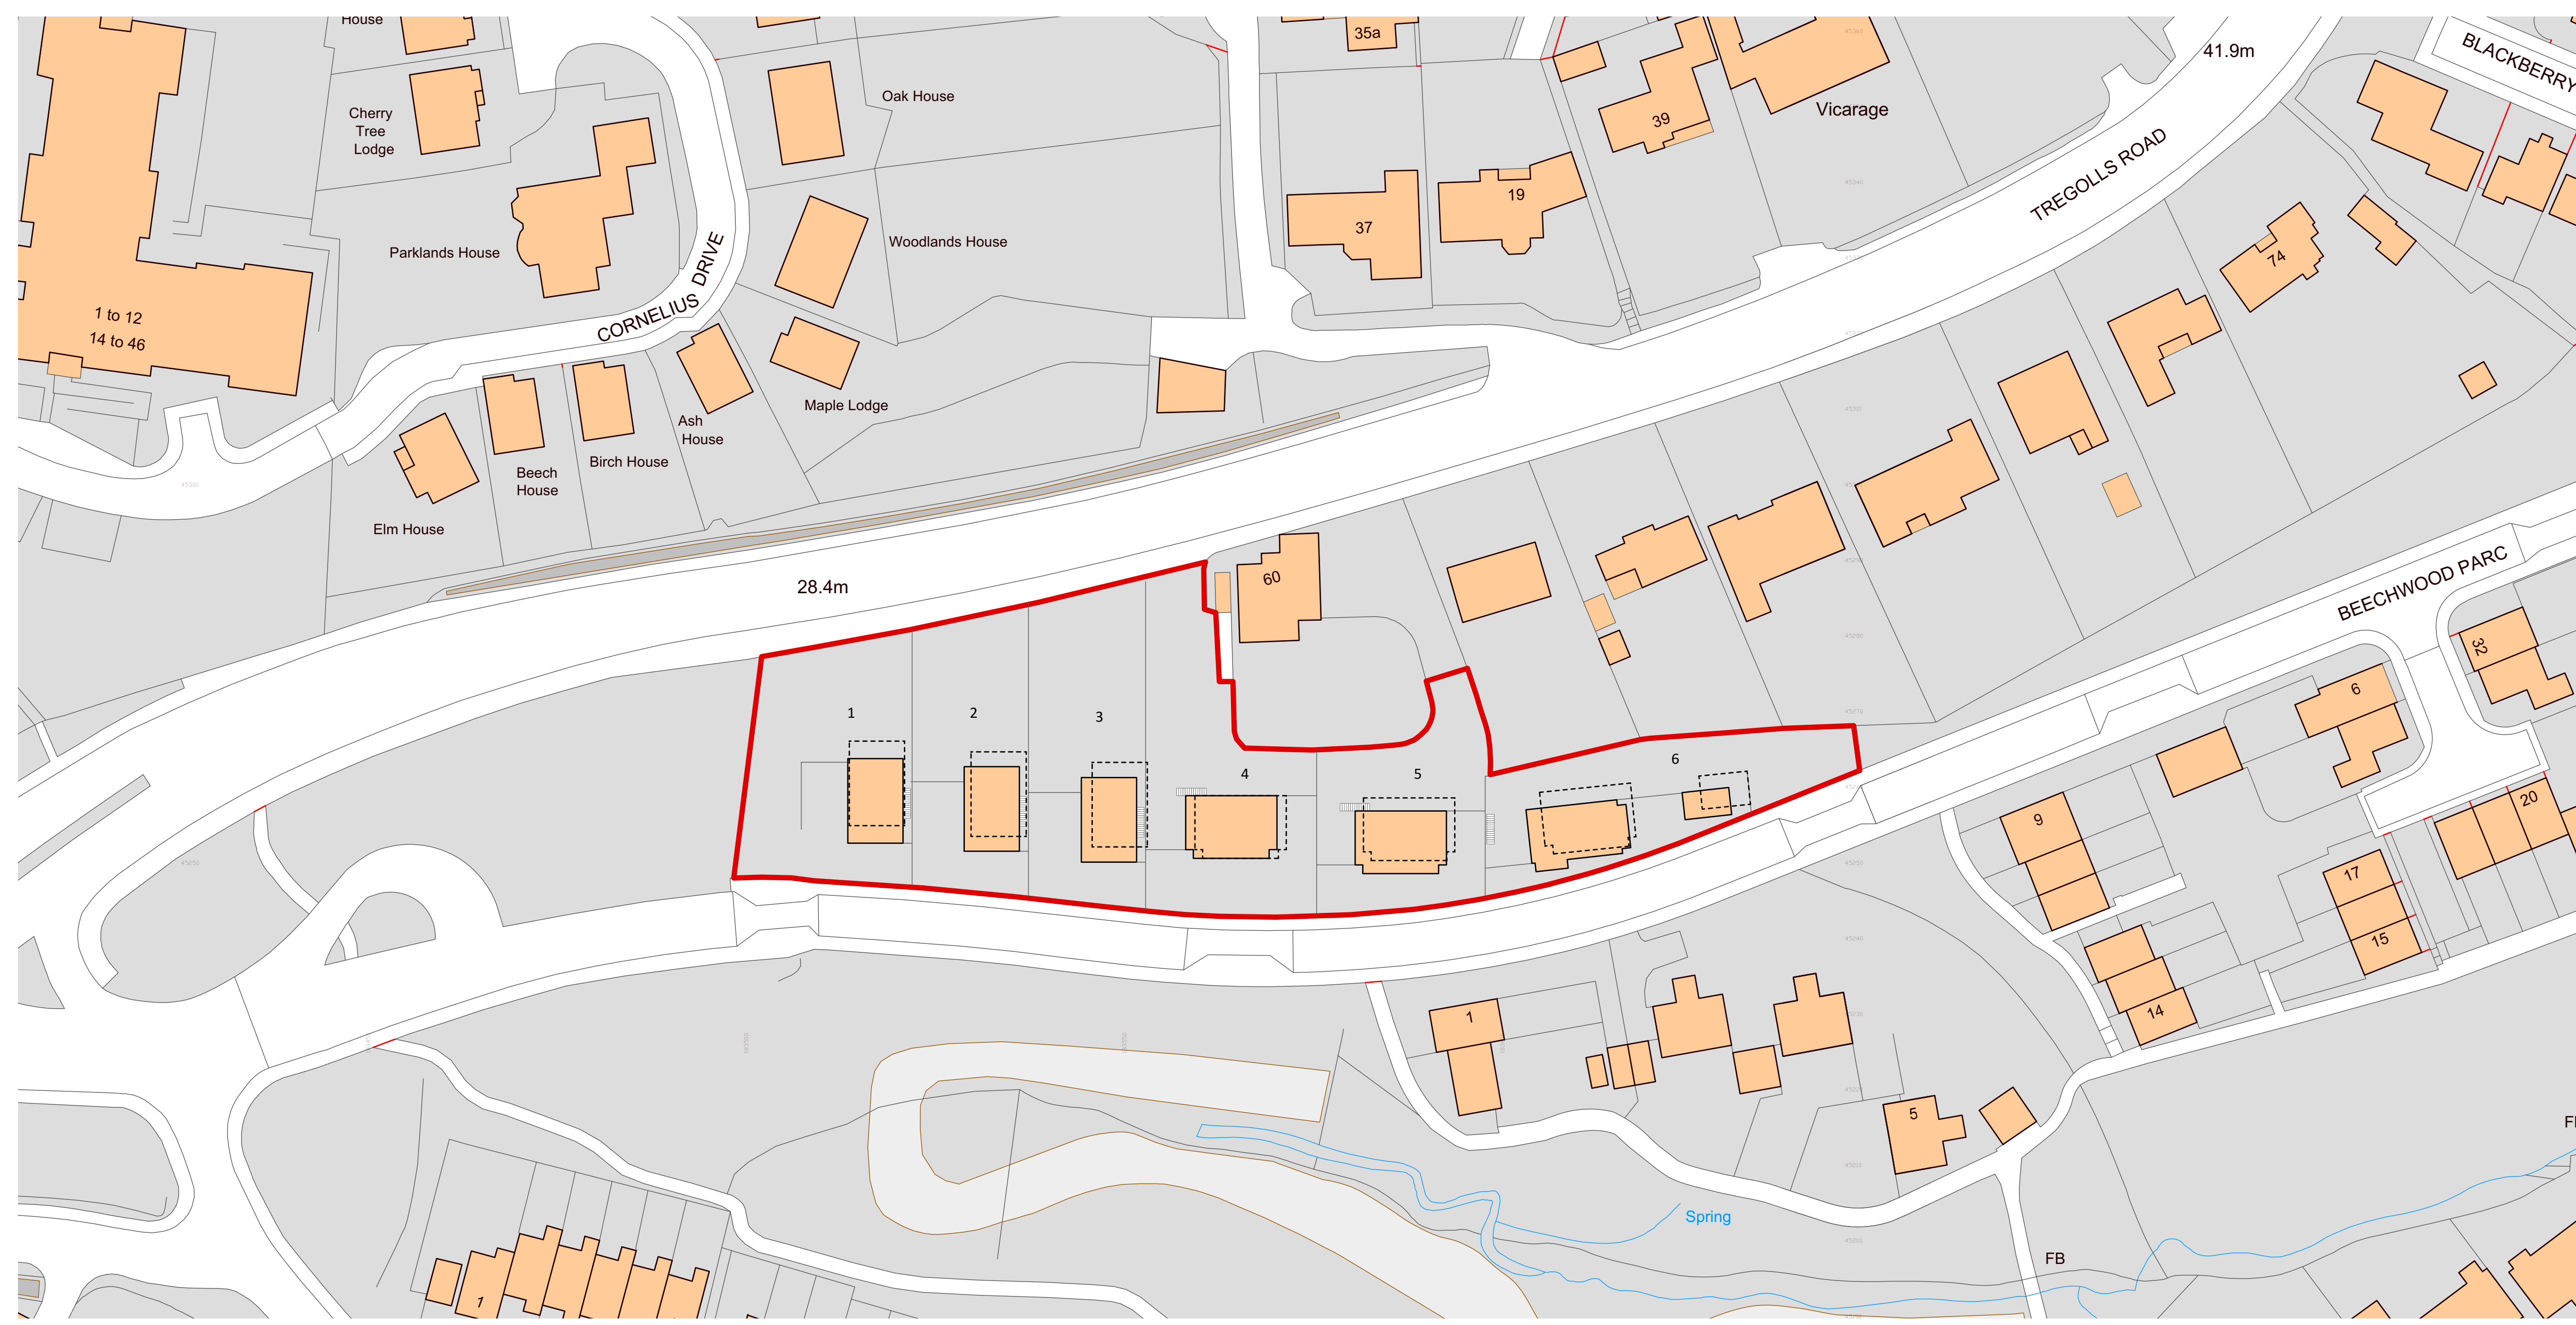 House
35a
41.9m
BLACKBERRY
Cherry
Tree
Lodge
Oak House
39
Vicarage
TREGOLLS ROAD
19
37
Parklands House
Woodlands House
CORNELIUS DRIVE
74
1 to 12
14 to 46
Maple Lodge
Ash
House
Birch House
Beech
House
Elm House
45300
28.4m
60
BEECHWOOD PARC
32
1
2
3
4
5
6
6
20
9
17
15
14
1
5
45250
Spring
FB
1